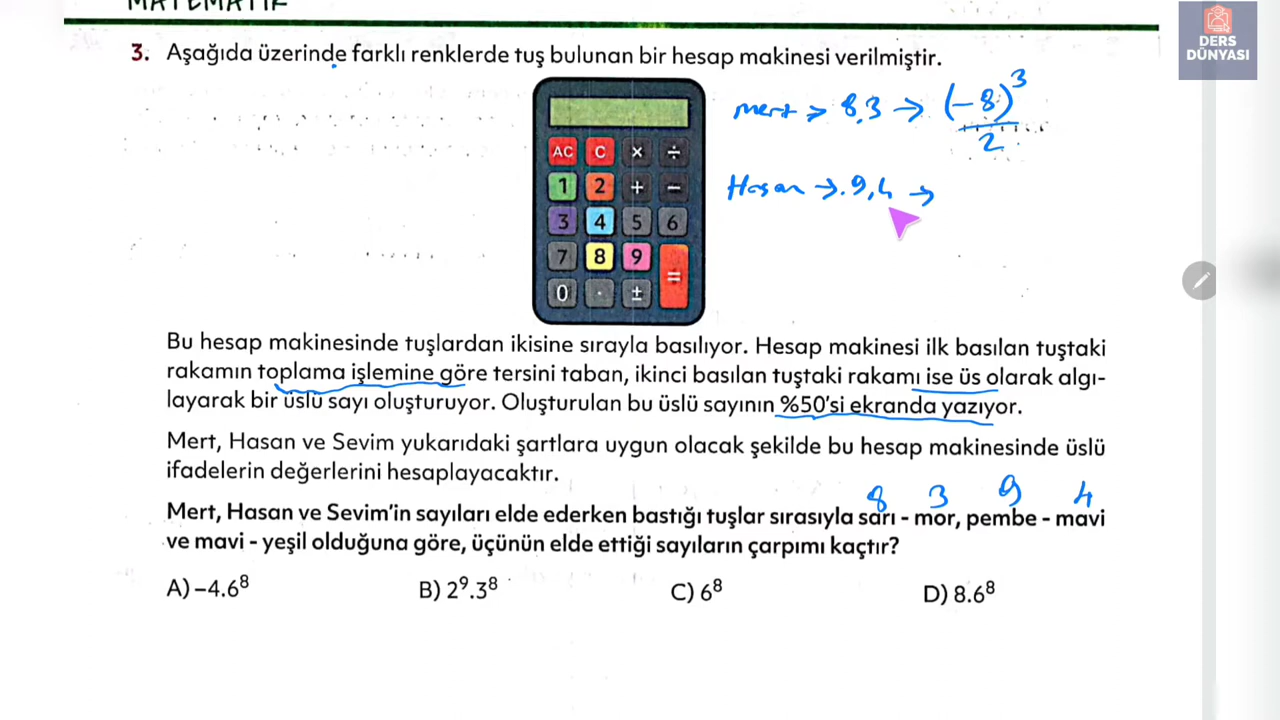 MATEMATİK
DERS
DÜNYASI
3. Aşağıda üzerinde farklı renklerde tuş bulunan bir hesap makinesi verilmiştir.
AC C × ÷
1 2 + −
3 4 5 6
7 8 9 =
0 · ±
Mert → 8,3 → (−8)³/2
Hasan → 9,4 →
Bu hesap makinesinde tuşlardan ikisine sırayla basılıyor. Hesap makinesi ilk basılan tuştaki
rakamın toplama işlemine göre tersini taban, ikinci basılan tuştaki rakamı ise üs olarak algı-
layarak bir üslü sayı oluşturuyor. Oluşturulan bu üslü sayının %50'si ekranda yazıyor.
Mert, Hasan ve Sevim yukarıdaki şartlara uygun olacak şekilde bu hesap makinesinde üslü
ifadelerin değerlerini hesaplayacaktır.
8 3 9 4
Mert, Hasan ve Sevim'in sayıları elde ederken bastığı tuşlar sırasıyla sarı - mor, pembe - mavi
ve mavi - yeşil olduğuna göre, üçünün elde ettiği sayıların çarpımı kaçtır?
A) −4.6⁸ B) 2⁹.3⁸ C) 6⁸ D) 8.6⁸